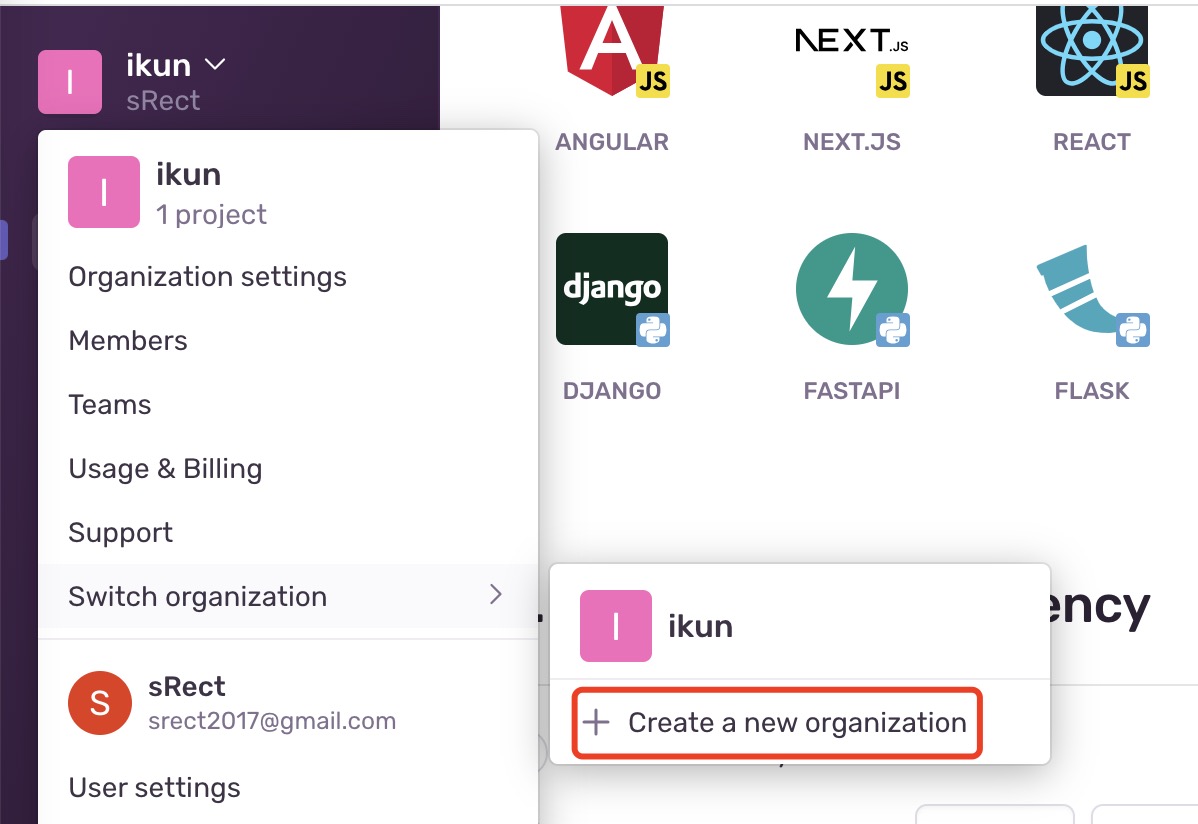 I
ikun
sRect
I
ikun
1 project
Organization settings
Members
Teams
Usage & Billing
Support
Switch organization
S
sRect
srect2017@gmail.com
User settings
A
JS
ANGULAR
NEXT.JS
JS
NEXT.JS
JS
REACT
django
DJANGO
FASTAPI
FLASK
I
ikun
Create a new organization